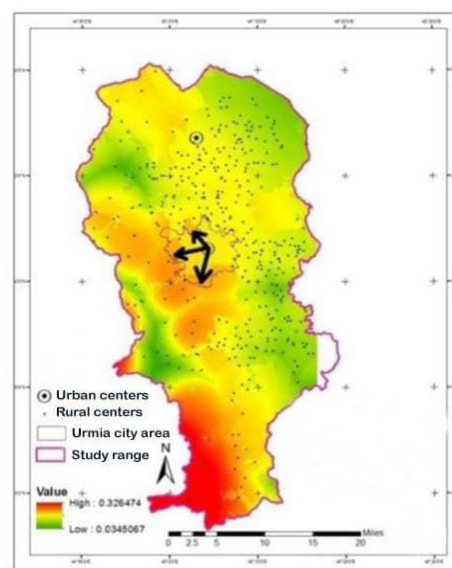 Urban centers
Rural centers
Urmia city area
Study range
N
Value
High : 0.326474
Low : 0.0345067
Miles
0 2.5 5 10 15 20